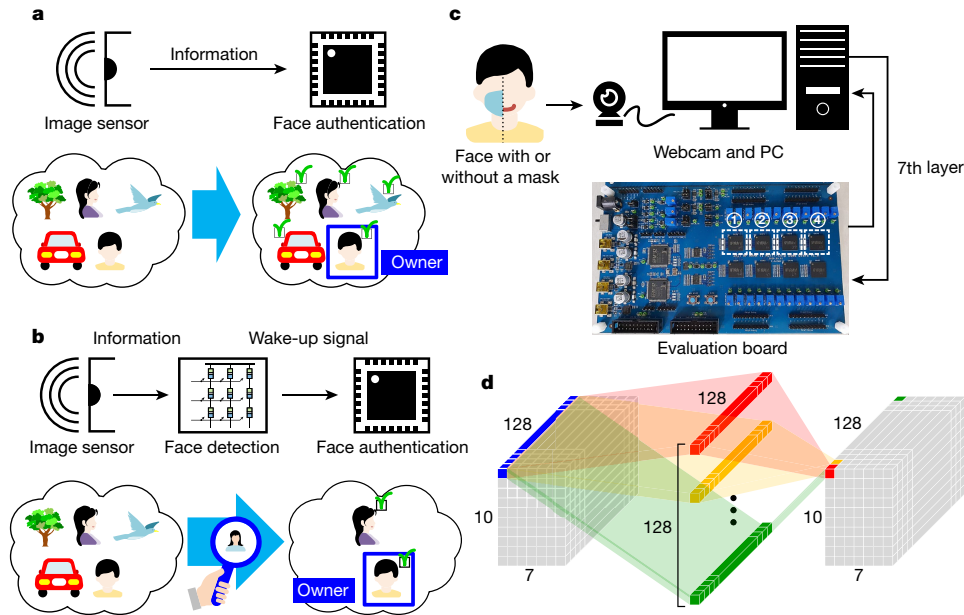 a
Information
Image sensor
Face authentication
Owner
b
Information
Wake-up signal
Image sensor
Face detection
Face authentication
Owner
c
Face with or
without a mask
Webcam and PC
7th layer
① ② ③ ④
Evaluation board
d
128
10
7
128
128
128
10
7